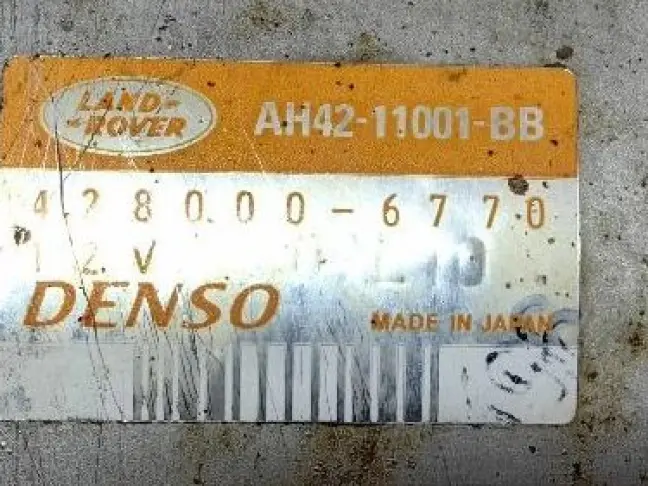 LAND-
-ROVER
AH42-11001-BB
428000-6770
12V
DENSO
MADE IN JAPAN